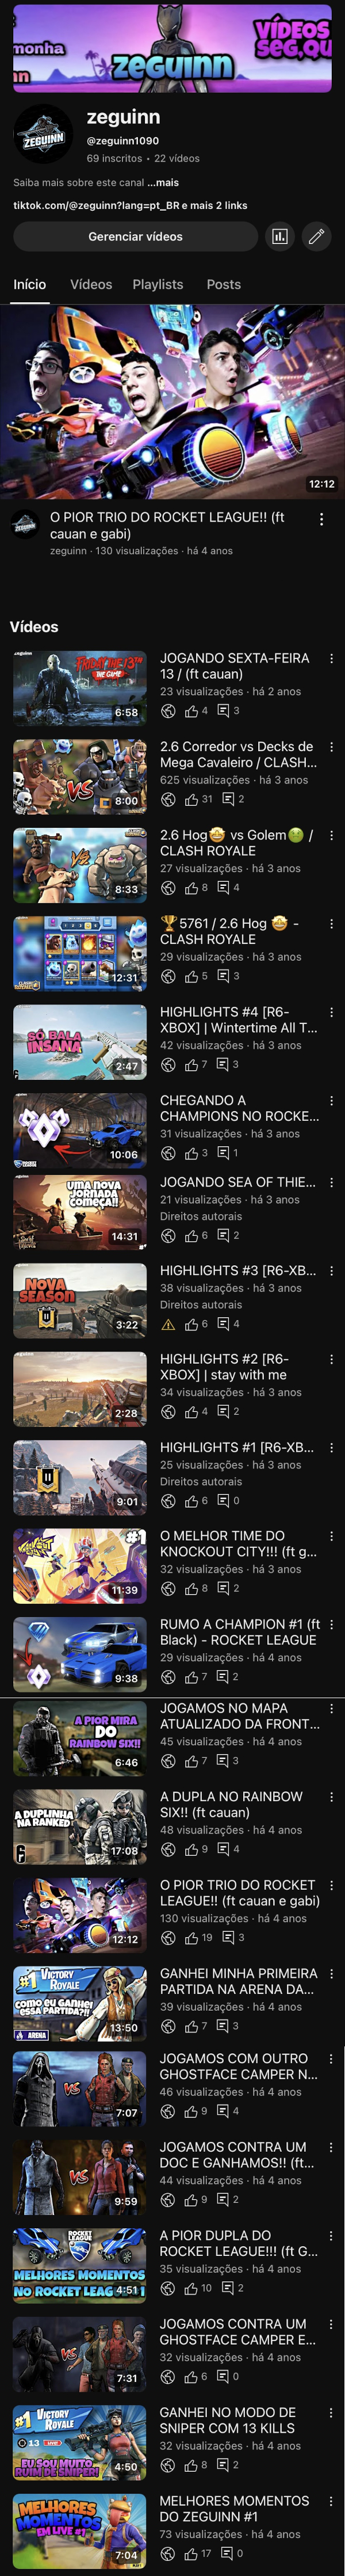 monha
nn
zeguinn
VÍDEOS
SEG,QU
ZEGUINN
zeguinn
@zeguinn1090
69 inscritos • 22 vídeos
Saiba mais sobre este canal ...mais
tiktok.com/@zeguinn?lang=pt_BR e mais 2 links
Gerenciar vídeos
Início Vídeos Playlists Posts
12:12
O PIOR TRIO DO ROCKET LEAGUE!! (ft
cauan e gabi)
zeguinn · 130 visualizações · há 4 anos
Vídeos
FRIDAY THE 13TH
THE GAME
6:58
JOGANDO SEXTA-FEIRA
13 / (ft cauan)
23 visualizações · há 2 anos
4 3
VS
8:00
2.6 Corredor vs Decks de
Mega Cavaleiro / CLASH...
625 visualizações · há 3 anos
31 2
VS
8:33
2.6 Hog🤩 vs Golem🤢 /
CLASH ROYALE
27 visualizações · há 3 anos
8 4
12:31
🏆5761 / 2.6 Hog 🤩 -
CLASH ROYALE
29 visualizações · há 3 anos
5 3
SÓ BALA
INSANA
2:47
HIGHLIGHTS #4 [R6-
XBOX] | Wintertime All T...
42 visualizações · há 3 anos
7 3
10:06
CHEGANDO A
CHAMPIONS NO ROCKE...
31 visualizações · há 3 anos
3 1
UMA NOVA
JORNADA
COMEÇA!
14:31
JOGANDO SEA OF THIE...
21 visualizações · há 3 anos
Direitos autorais
6 2
NOVA
SEASON
3:22
HIGHLIGHTS #3 [R6-XB...
38 visualizações · há 3 anos
Direitos autorais
6 4
2:28
HIGHLIGHTS #2 [R6-
XBOX] | stay with me
34 visualizações · há 3 anos
4 2
9:01
HIGHLIGHTS #1 [R6-XB...
25 visualizações · há 3 anos
Direitos autorais
6 0
#1
11:39
O MELHOR TIME DO
KNOCKOUT CITY!!! (ft g...
32 visualizações · há 3 anos
8 2
9:38
RUMO A CHAMPION #1 (ft
Black) - ROCKET LEAGUE
29 visualizações · há 4 anos
7 2
A PIOR MIRA
DO
RAINBOW SIX!!
6:46
JOGAMOS NO MAPA
ATUALIZADO DA FRONT...
45 visualizações · há 4 anos
7 3
A DUPLINHA
NA RANKED
6
17:08
A DUPLA NO RAINBOW
SIX!! (ft cauan)
48 visualizações · há 4 anos
9 4
12:12
O PIOR TRIO DO ROCKET
LEAGUE!! (ft cauan e gabi)
130 visualizações · há 4 anos
19 3
#1 VICTORY
ROYALE
COMO EU GANHEI
ESSA PARTIDA?!
ARENA
13:50
GANHEI MINHA PRIMEIRA
PARTIDA NA ARENA DA...
39 visualizações · há 4 anos
7 3
VS
7:07
JOGAMOS COM OUTRO
GHOSTFACE CAMPER N...
46 visualizações · há 4 anos
9 4
VS
9:59
JOGAMOS CONTRA UM
DOC E GANHAMOS!! (ft...
44 visualizações · há 4 anos
9 2
ROCKET
LEAGUE
MELHORES MOMENTOS
NO ROCKET LEAGUE #1
4:51
A PIOR DUPLA DO
ROCKET LEAGUE!!! (ft G...
35 visualizações · há 4 anos
10 2
VS
7:31
JOGAMOS CONTRA UM
GHOSTFACE CAMPER E...
32 visualizações · há 4 anos
6 0
#1 VICTORY
ROYALE
13 LIVE
EU SOU MUITO
RUIM DE SNIPER!
4:50
GANHEI NO MODO DE
SNIPER COM 13 KILLS
32 visualizações · há 4 anos
8 2
MELHORES
MOMENTOS
EM LIVE #1
7:04
MELHORES MOMENTOS
DO ZEGUINN #1
73 visualizações · há 4 anos
17 0